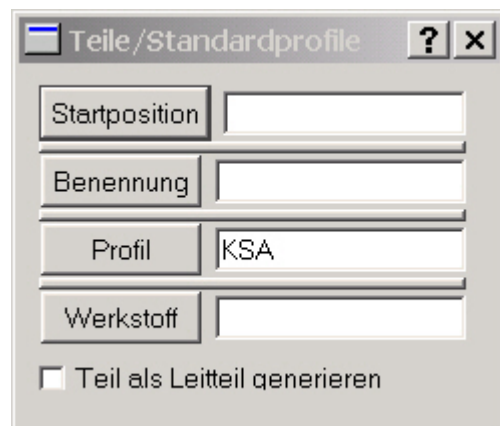 Teile/Standardprofile
Startposition
Benennung
Profil KSA
Werkstoff
Teil als Leitteil generieren